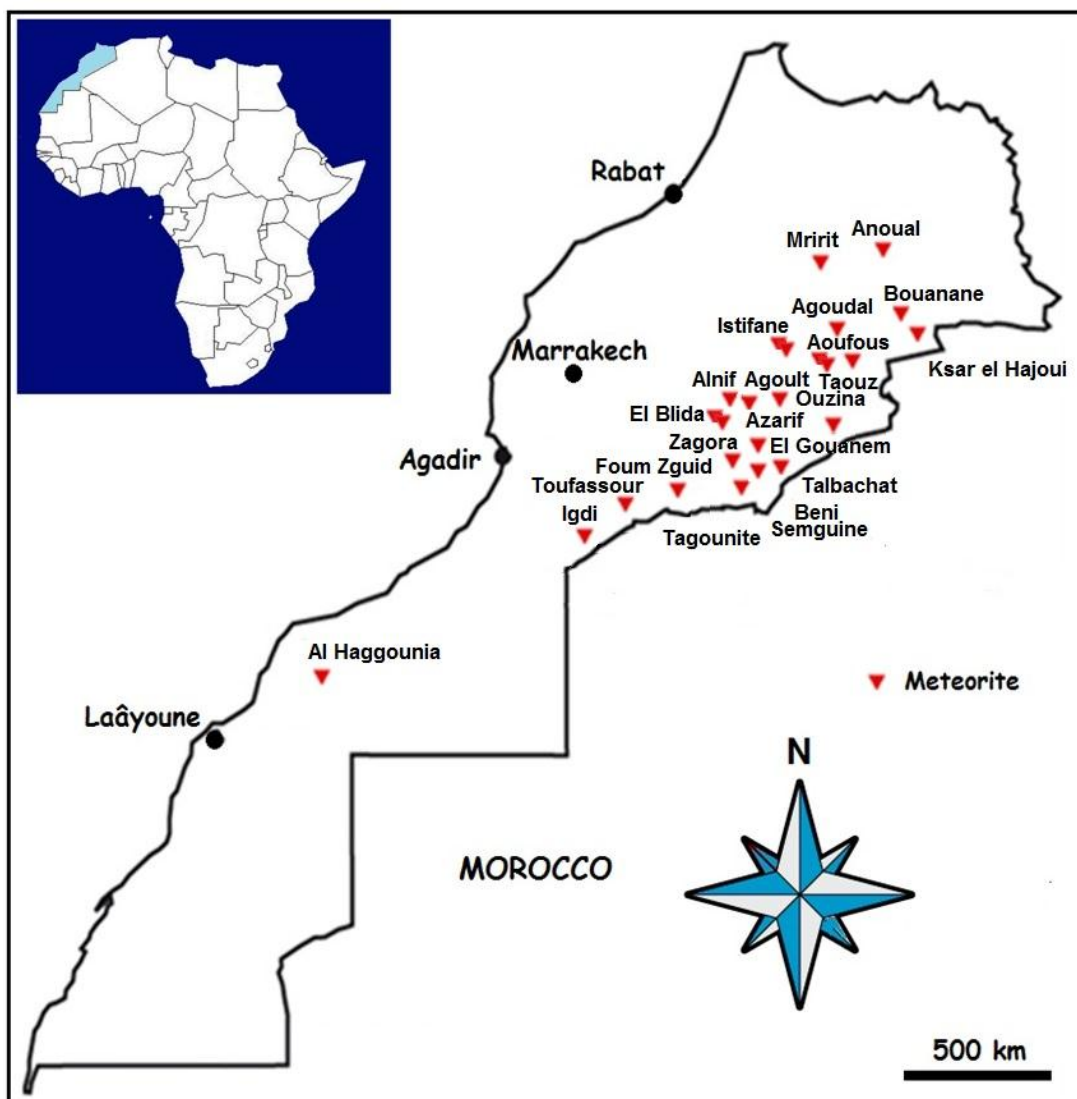 Rabat
Anoual
Mririt
Bouanane
Agoudal
Istifane
Marrakech
Aoufous
Ksar el Hajoui
Alnif Agoult
Taouz
Ouzina
El Blida
Azarif
Zagora
El Gouanem
Agadir
Foum Zguid
Toufassour
Talbachat
Igdi
Beni
Semguine
Tagounite
Al Haggounia
Meteorite
Laâyoune
N
MOROCCO
500 km